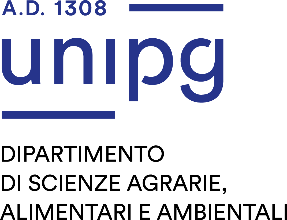 A.D. 1308
unipg
DIPARTIMENTO
DI SCIENZE AGRARIE,
ALIMENTARI E AMBIENTALI